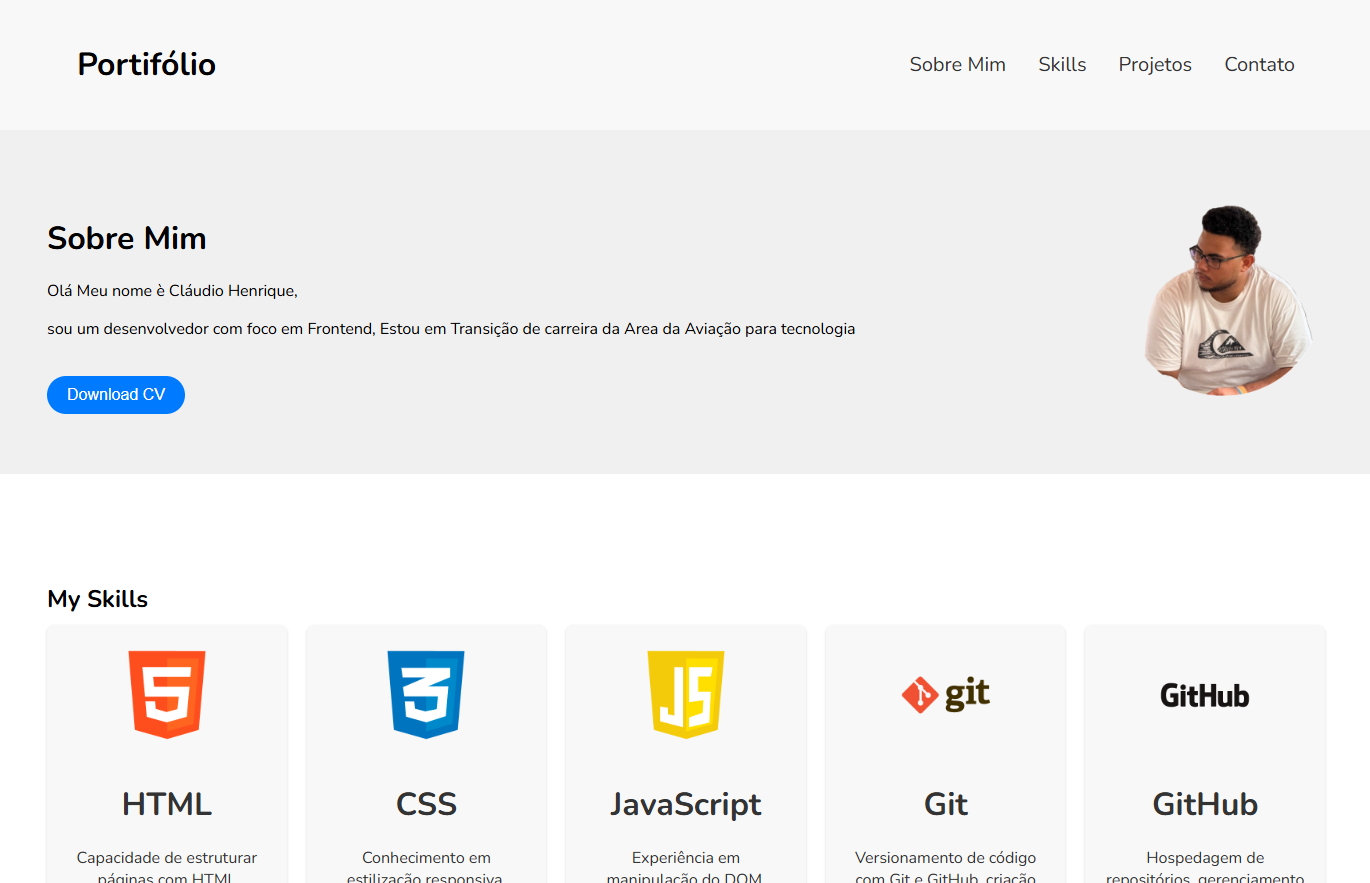 Portifólio
Sobre Mim Skills Projetos Contato
Sobre Mim
Olá Meu nome è Cláudio Henrique,
sou um desenvolvedor com foco em Frontend, Estou em Transição de carreira da Area da Aviação para tecnologia
Download CV
My Skills
5 3 JS git GitHub
HTML CSS JavaScript Git GitHub
Capacidade de estruturar Conhecimento em Experiência em Versionamento de código Hospedagem de
páginas com HTML estilização responsiva manipulação do DOM com Git e GitHub, criação repositórios, gerenciamento